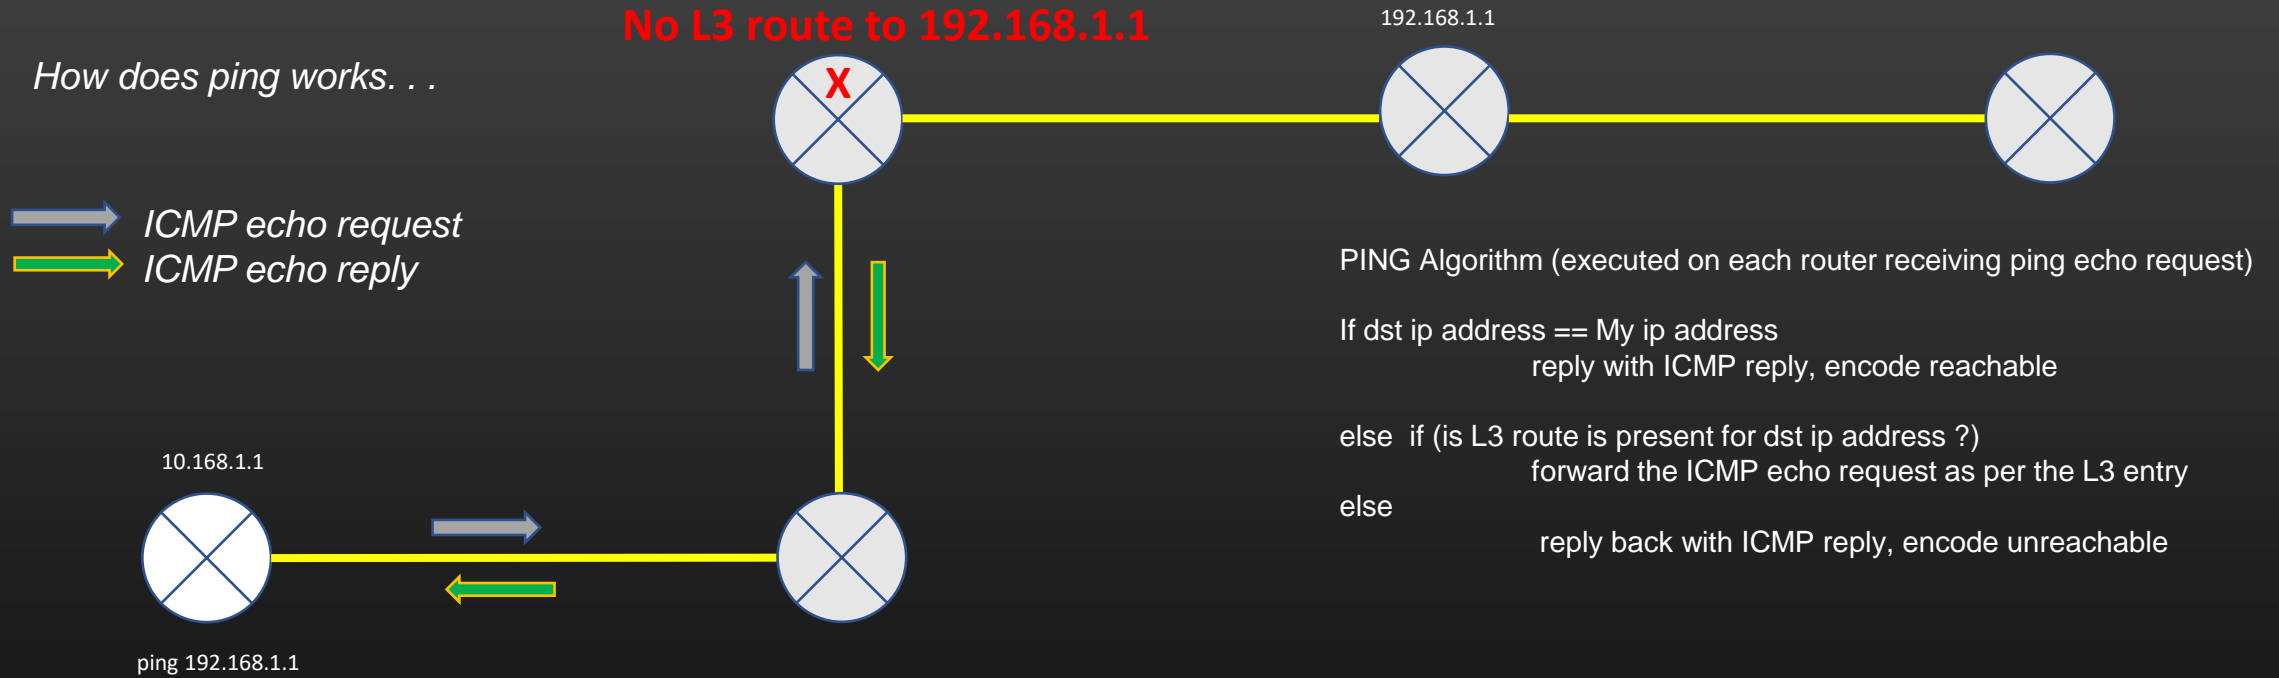 No L3 route to 192.168.1.1
192.168.1.1
How does ping works. . .
X
ICMP echo request
ICMP echo reply
PING Algorithm (executed on each router receiving ping echo request)
If dst ip address == My ip address
reply with ICMP reply, encode reachable
else if (is L3 route is present for dst ip address ?)
forward the ICMP echo request as per the L3 entry
else
reply back with ICMP reply, encode unreachable
10.168.1.1
ping 192.168.1.1